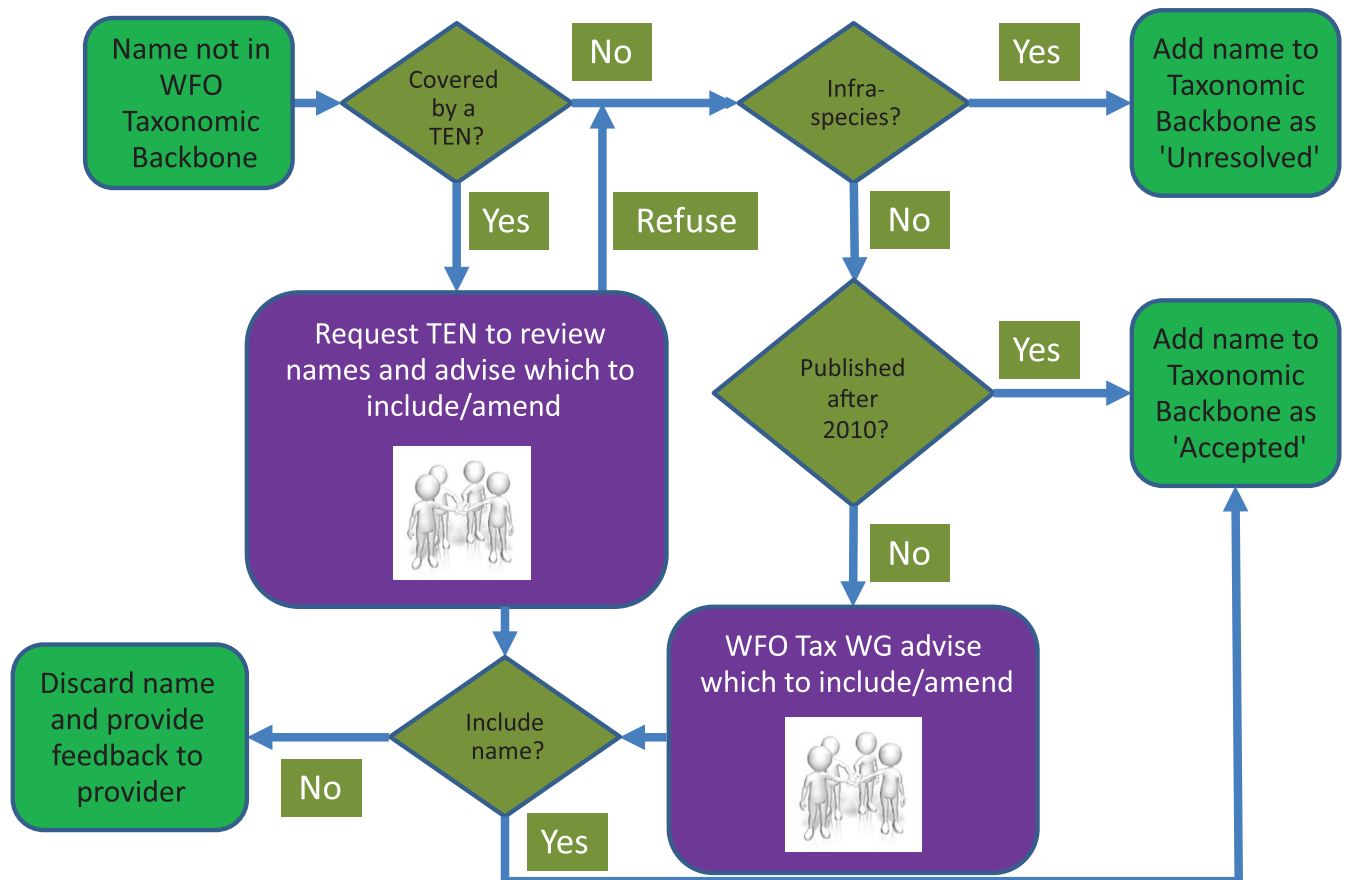 Name not in
WFO
Taxonomic
Backbone
Covered
by a
TEN?
No
Infra-
species?
Yes
Add name to
Taxonomic
Backbone as
'Unresolved'
Yes
Refuse
No
Request TEN to review
names and advise which to
include/amend
Published
after
2010?
Yes
Add name to
Taxonomic
Backbone as
'Accepted'
No
WFO Tax WG advise
which to include/amend
Include
name?
Discard name
and provide
feedback to
provider
No
Yes